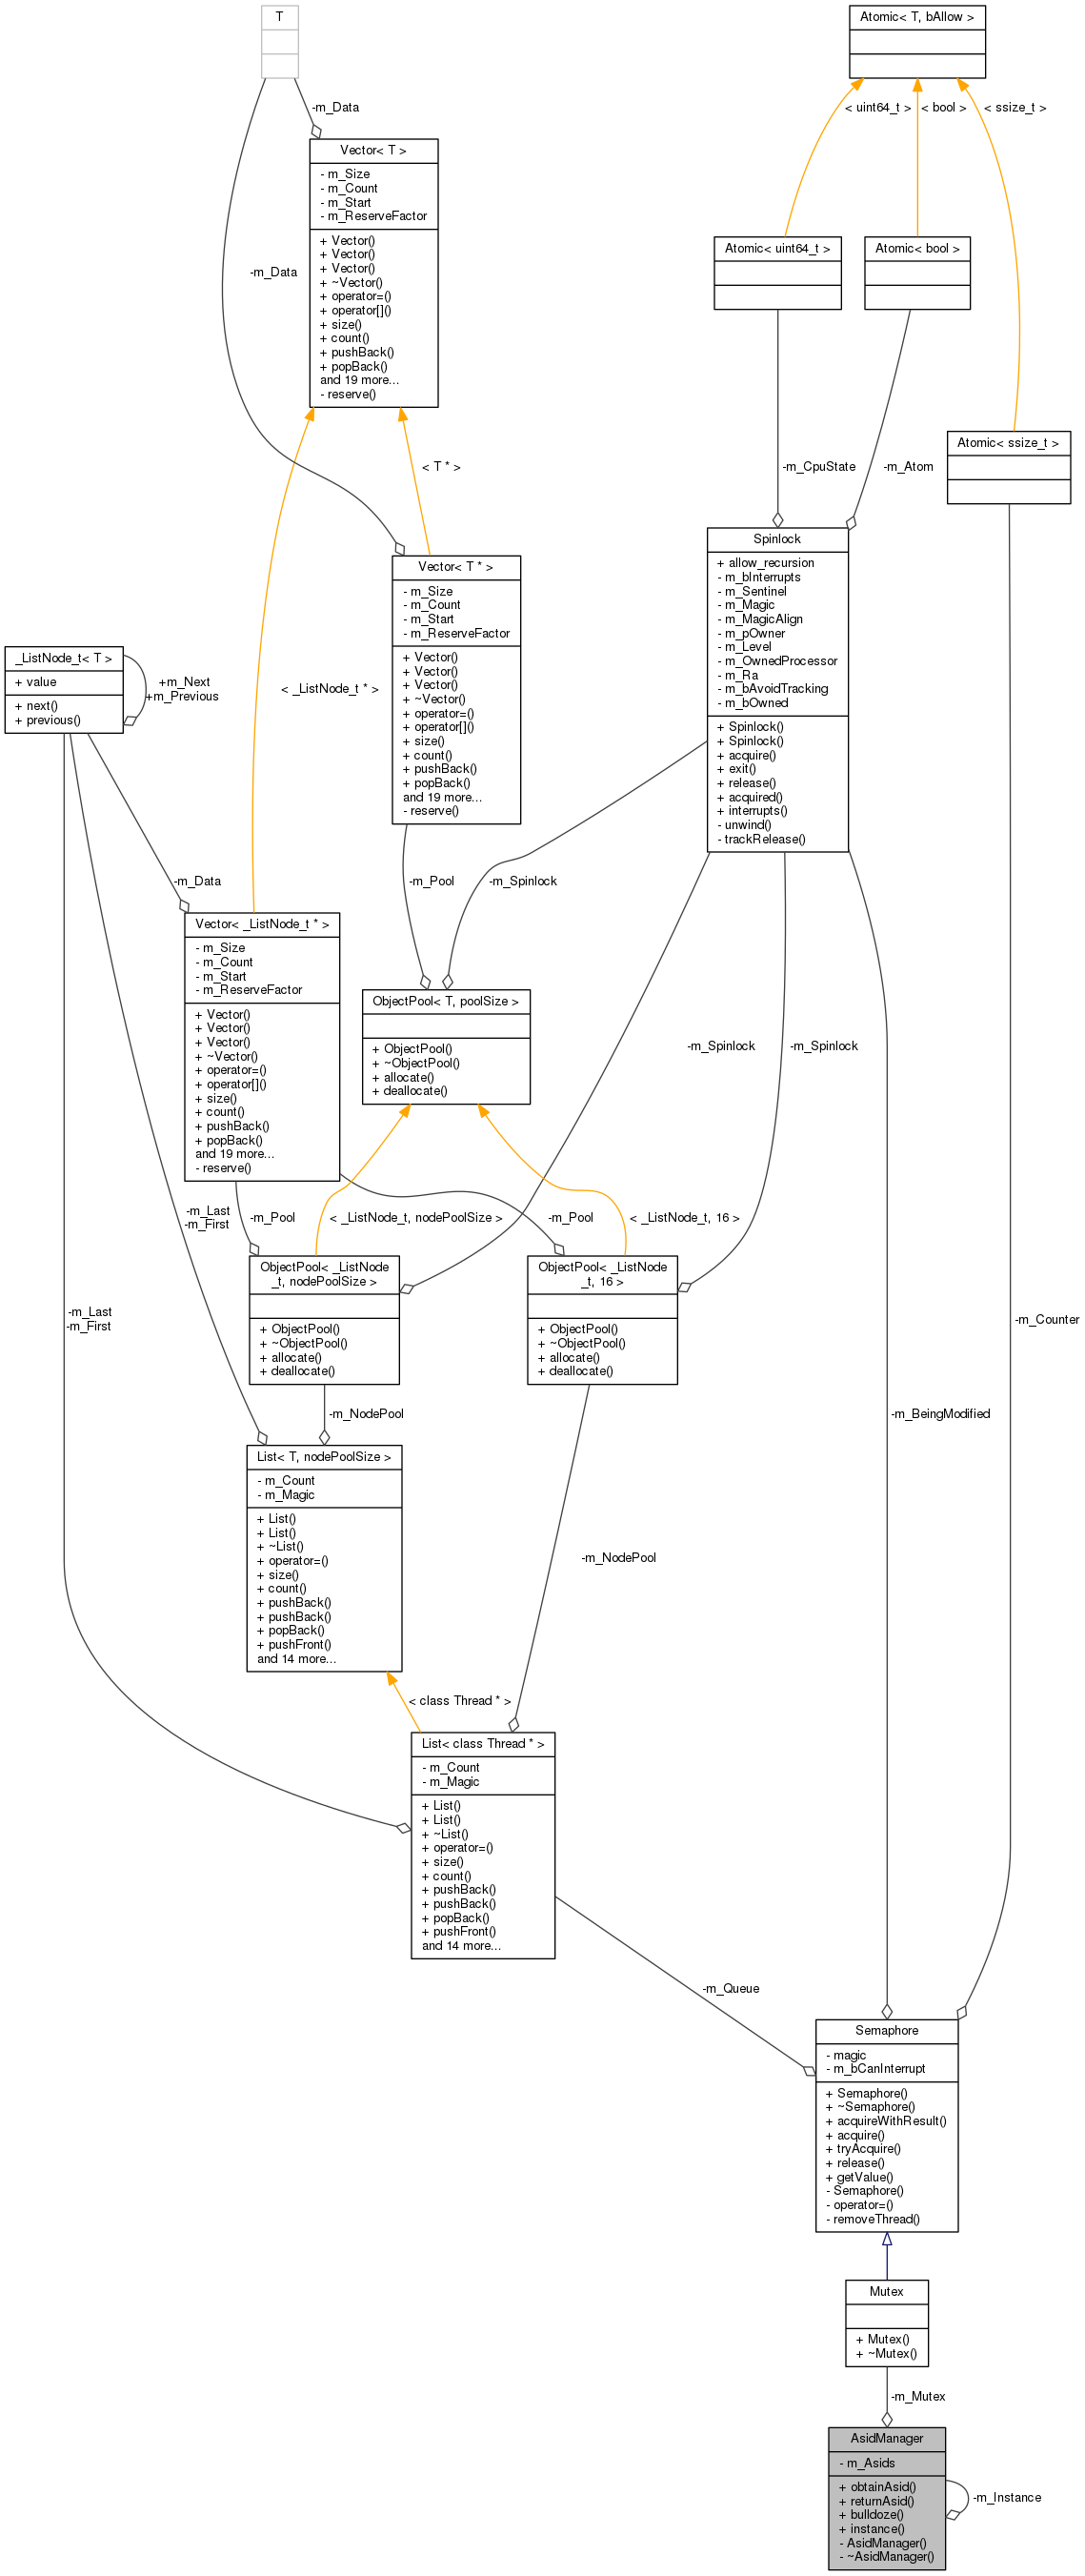 T
Atomic< T, bAllow >
-m_Data
< uint64_t >
< bool >
< ssize_t >
Vector< T >
- m_Size
- m_Count
- m_Start
- m_ReserveFactor
+ Vector()
+ Vector()
+ Vector()
+ ~Vector()
+ operator=()
+ operator[]()
+ size()
+ count()
+ pushBack()
+ popBack()
and 19 more...
- reserve()
-m_Data
Atomic< uint64_t >
Atomic< bool >
Atomic< ssize_t >
< T * >
-m_CpuState
-m_Atom
Vector< T * >
- m_Size
- m_Count
- m_Start
- m_ReserveFactor
+ Vector()
+ Vector()
+ Vector()
+ ~Vector()
+ operator=()
+ operator[]()
+ size()
+ count()
+ pushBack()
+ popBack()
and 19 more...
- reserve()
Spinlock
+ allow_recursion
- m_bInterrupts
- m_Sentinel
- m_Magic
- m_MagicAlign
- m_pOwner
- m_Level
- m_OwnedProcessor
- m_Ra
- m_bAvoidTracking
- m_bOwned
+ Spinlock()
+ Spinlock()
+ acquire()
+ exit()
+ release()
+ acquired()
+ interrupts()
- unwind()
- trackRelease()
_ListNode_t< T >
+ value
+ next()
+ previous()
+m_Next
+m_Previous
< _ListNode_t * >
-m_Data
-m_Pool
-m_Spinlock
Vector< _ListNode_t * >
- m_Size
- m_Count
- m_Start
- m_ReserveFactor
+ Vector()
+ Vector()
+ Vector()
+ ~Vector()
+ operator=()
+ operator[]()
+ size()
+ count()
+ pushBack()
+ popBack()
and 19 more...
- reserve()
ObjectPool< T, poolSize >
+ ObjectPool()
+ ~ObjectPool()
+ allocate()
+ deallocate()
-m_Spinlock
-m_Spinlock
-m_Last
-m_First
-m_Pool
< _ListNode_t, nodePoolSize >
-m_Pool
< _ListNode_t, 16 >
ObjectPool< _ListNode
_t, nodePoolSize >
+ ObjectPool()
+ ~ObjectPool()
+ allocate()
+ deallocate()
ObjectPool< _ListNode
_t, 16 >
+ ObjectPool()
+ ~ObjectPool()
+ allocate()
+ deallocate()
-m_Last
-m_First
-m_Counter
-m_NodePool
-m_BeingModified
List< T, nodePoolSize >
- m_Count
- m_Magic
+ List()
+ List()
+ ~List()
+ operator=()
+ size()
+ count()
+ pushBack()
+ pushBack()
+ popBack()
+ pushFront()
and 14 more...
-m_NodePool
< class Thread * >
List< class Thread * >
- m_Count
- m_Magic
+ List()
+ List()
+ ~List()
+ operator=()
+ size()
+ count()
+ pushBack()
+ pushBack()
+ popBack()
+ pushFront()
and 14 more...
-m_Queue
Semaphore
- magic
- m_bCanInterrupt
+ Semaphore()
+ ~Semaphore()
+ acquireWithResult()
+ acquire()
+ tryAcquire()
+ release()
+ getValue()
- Semaphore()
- operator=()
- removeThread()
Mutex
+ Mutex()
+ ~Mutex()
-m_Mutex
AsidManager
- m_Asids
+ obtainAsid()
+ returnAsid()
+ bulldoze()
+ instance()
- AsidManager()
- ~AsidManager()
-m_Instance